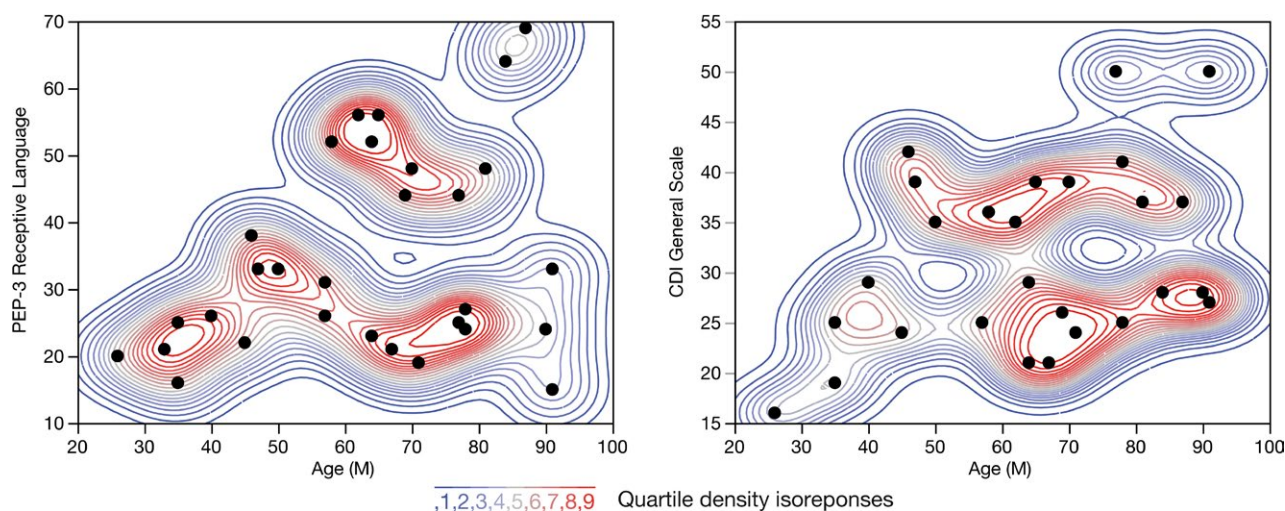 PEP-3 Receptive Language
70
60
50
40
30
20
10
20 30 40 50 60 70 80 90 100
Age (M)
CDI General Scale
55
50
45
40
35
30
25
20
15
20 30 40 50 60 70 80 90 100
Age (M)
,1,2,3,4,5,6,7,8,9 Quartile density isoreponses